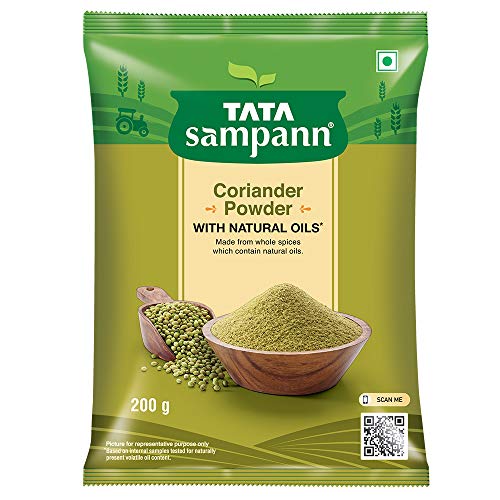 TATA
sampann®
Coriander
Powder
WITH NATURAL OILS*
Made from whole spices
which contain natural oils.
200 g
SCAN ME
Picture for representative purpose only
*Based on internal samples tested for naturally
present volatile oil content.